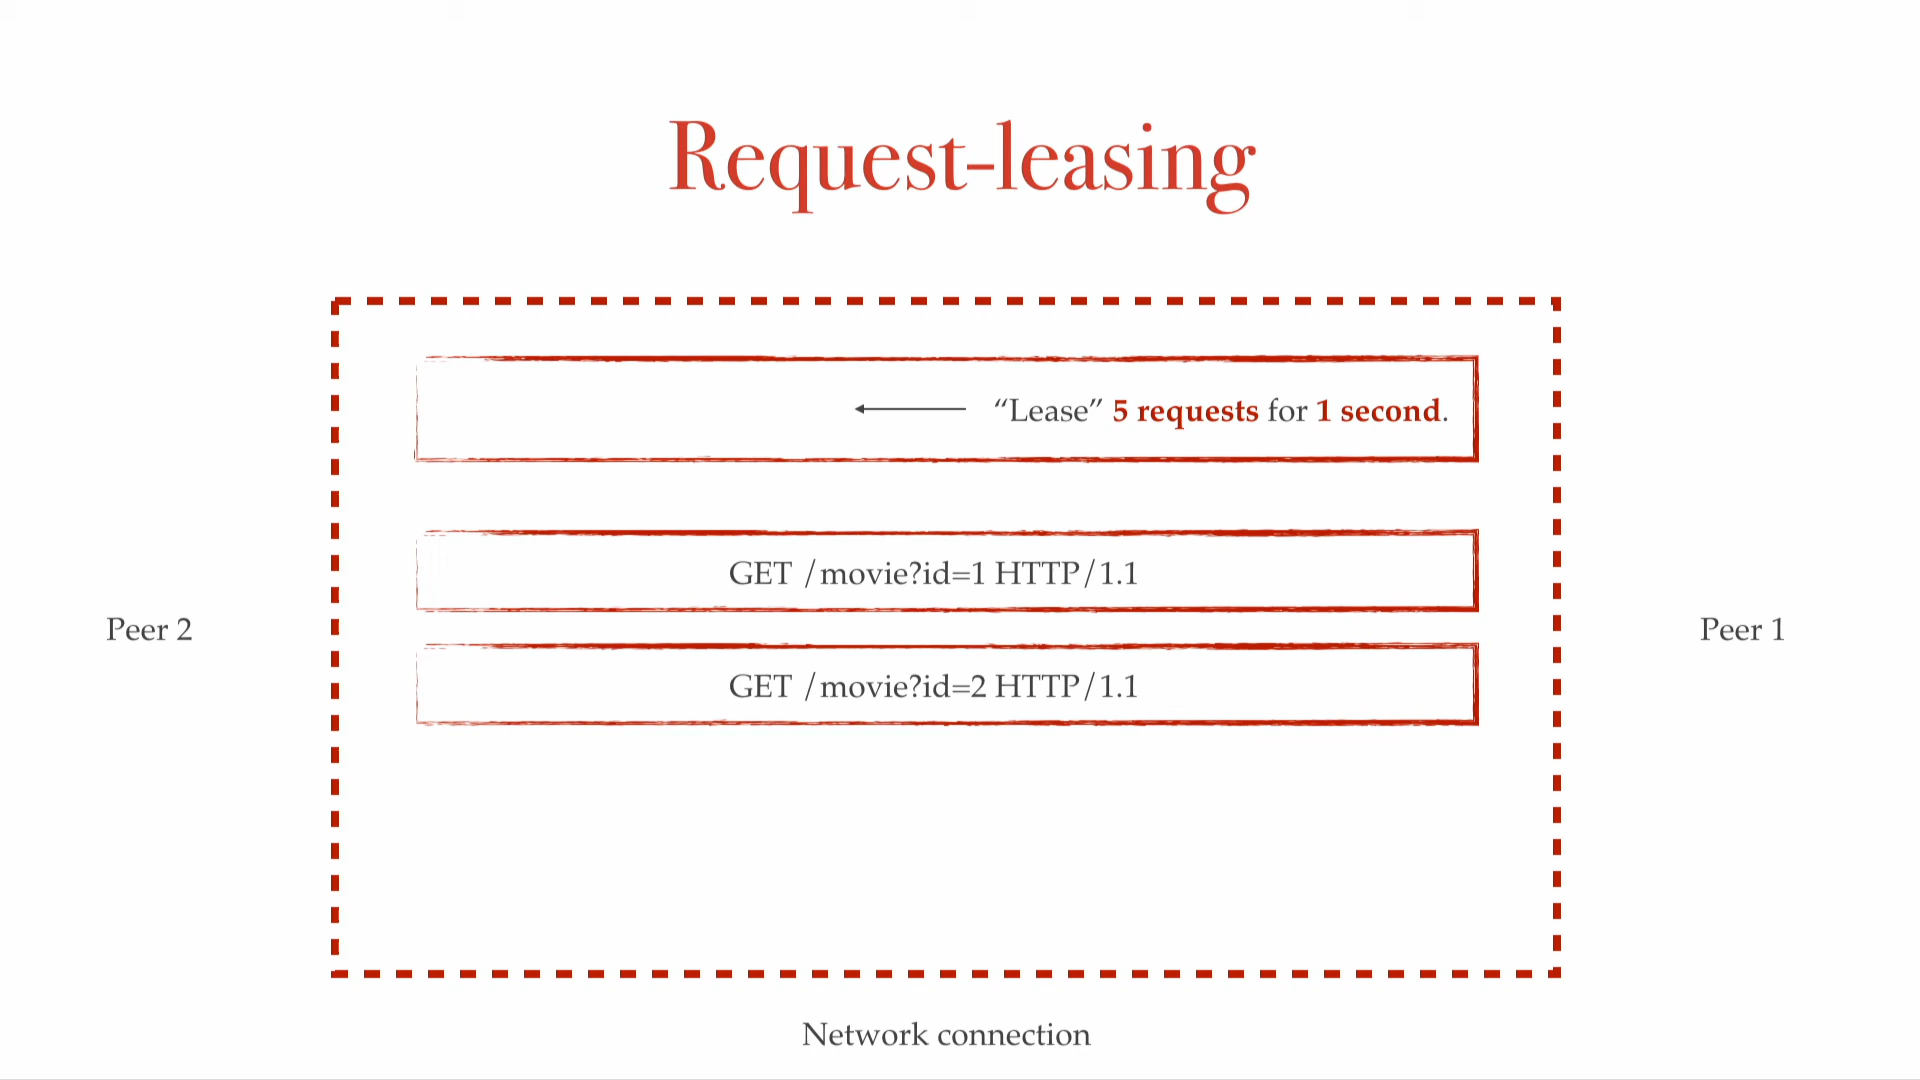 Request-leasing
“Lease” 5 requests for 1 second.
GET /movie?id=1 HTTP/1.1
Peer 2
Peer 1
GET /movie?id=2 HTTP/1.1
Network connection